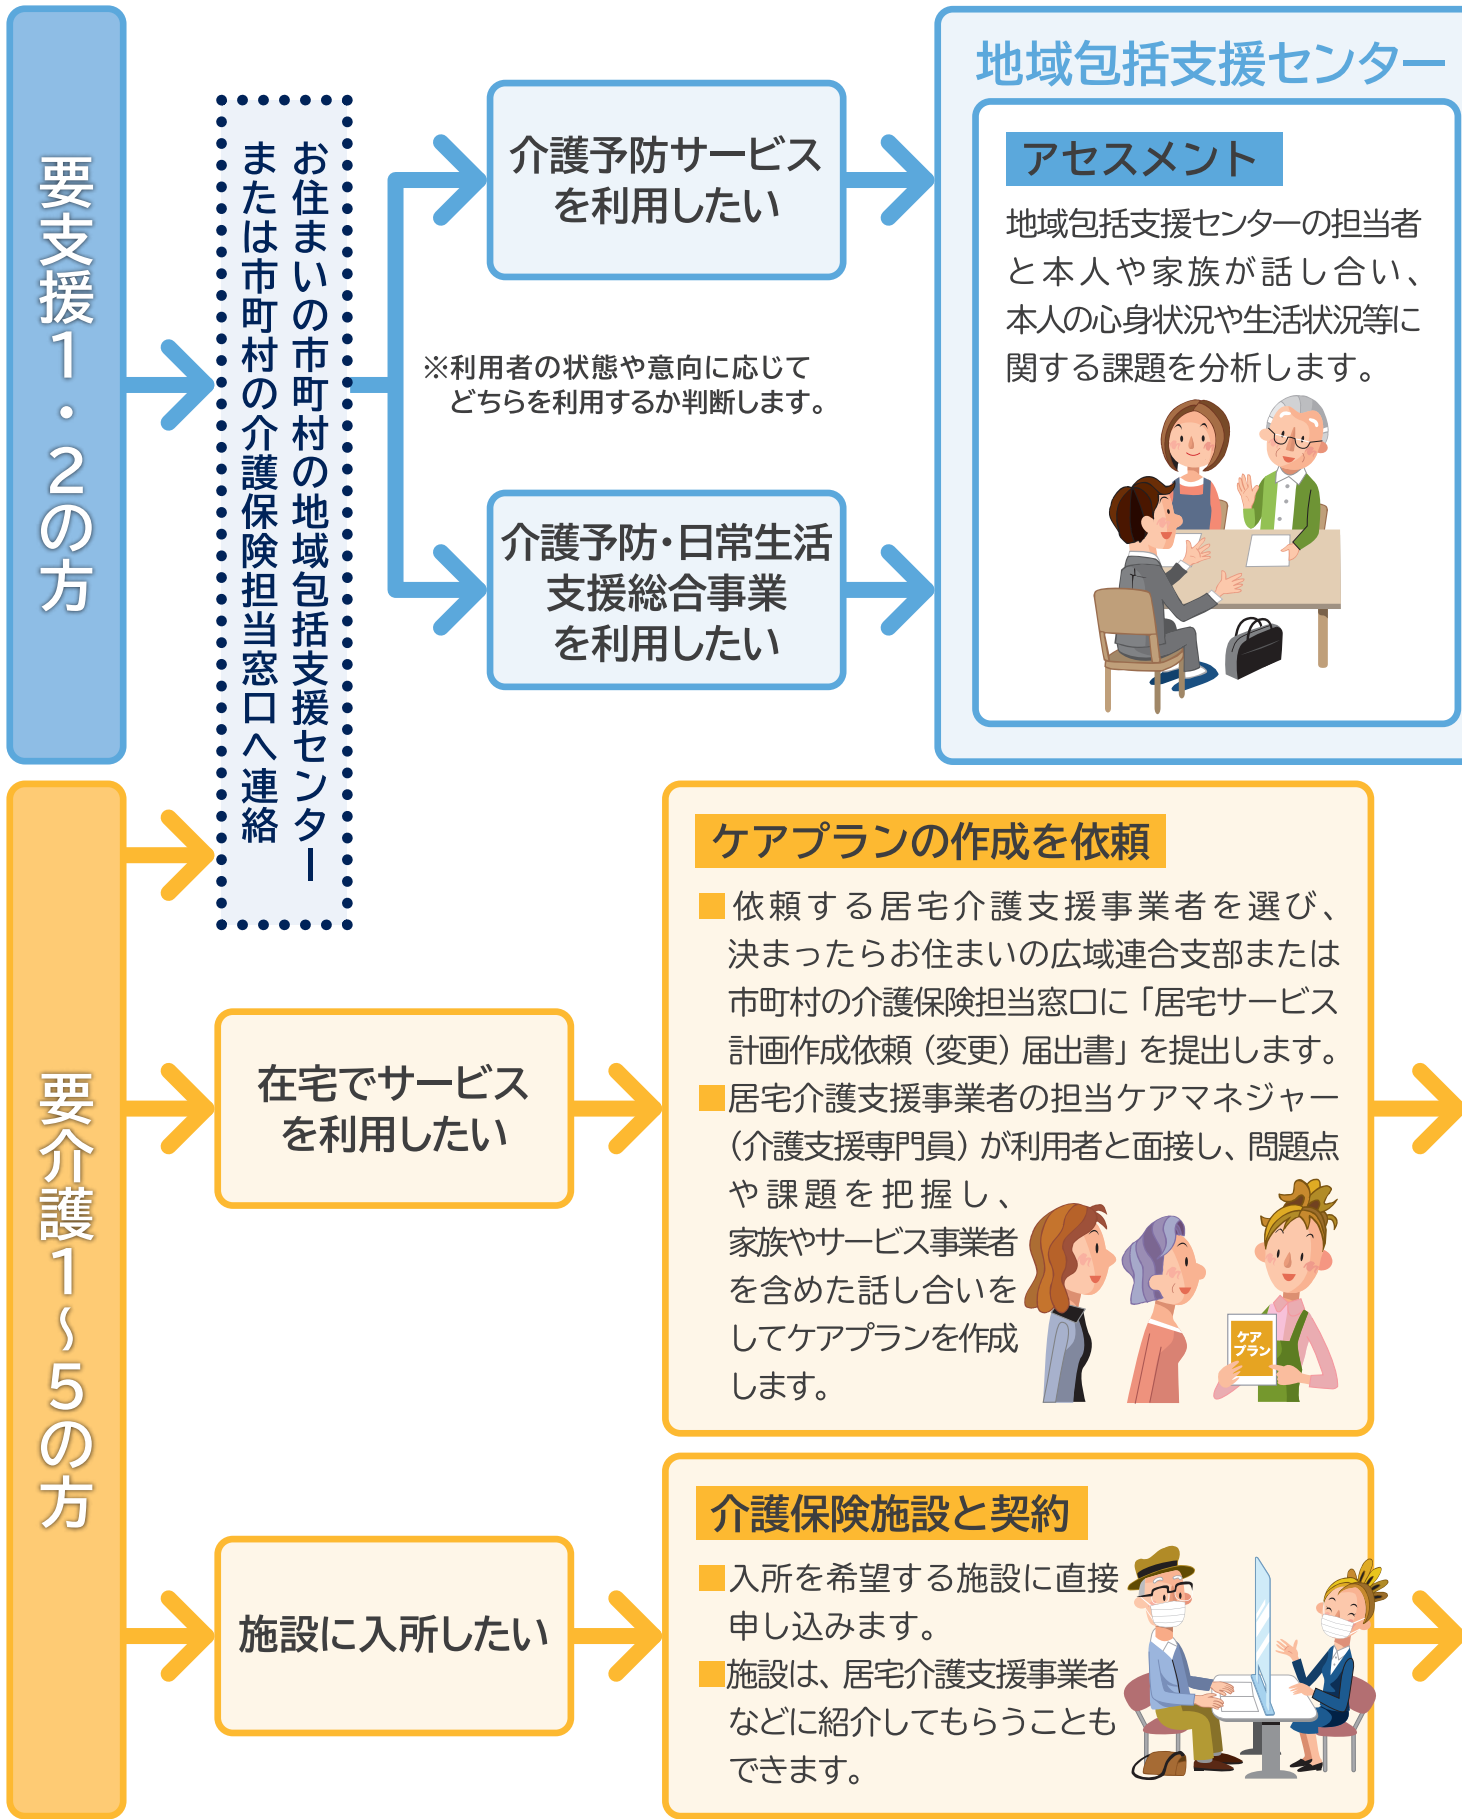 要支援1・2の方
お住まいの市町村の地域包括支援センター
または市町村の介護保険担当窓口へ連絡
介護予防サービス
を利用したい
※利用者の状態や意向に応じて
どちらを利用するか判断します。
介護予防・日常生活
支援総合事業
を利用したい
地域包括支援センター
アセスメント
地域包括支援センターの担当者
と本人や家族が話し合い、
本人の心身状況や生活状況等に
関する課題を分析します。
要介護1～5の方
在宅でサービス
を利用したい
ケアプランの作成を依頼
■依頼する居宅介護支援事業者を選び、
決まったらお住まいの広域連合支部または
市町村の介護保険担当窓口に「居宅サービス
計画作成依頼（変更）届出書」を提出します。
■居宅介護支援事業者の担当ケアマネジャー
（介護支援専門員）が利用者と面接し、問題点
や課題を把握し、
家族やサービス事業者
を含めた話し合いを
してケアプランを作成
します。
ケア
プラン
施設に入所したい
介護保険施設と契約
■入所を希望する施設に直接
申し込みます。
■施設は、居宅介護支援事業者
などに紹介してもらうことも
できます。